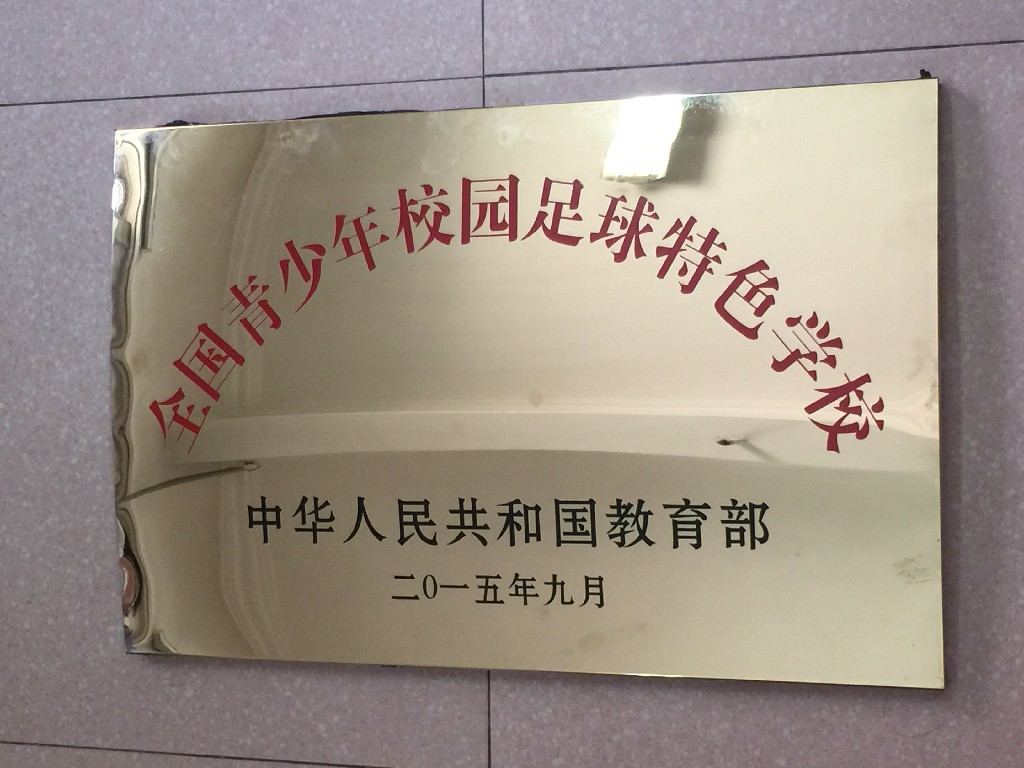 全国青少年校园足球特色学校
中华人民共和国教育部
二0一五年九月